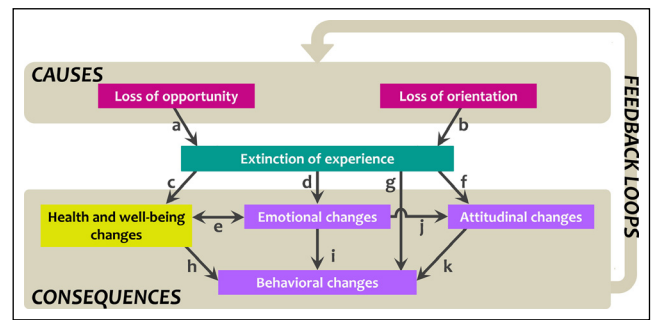 CAUSES
Loss of opportunity
Loss of orientation
a
b
Extinction of experience
c
d
g
f
Health and well-being
changes
e
Emotional changes
j
Attitudinal changes
h
i
k
Behavioral changes
CONSEQUENCES
FEEDBACK LOOPS